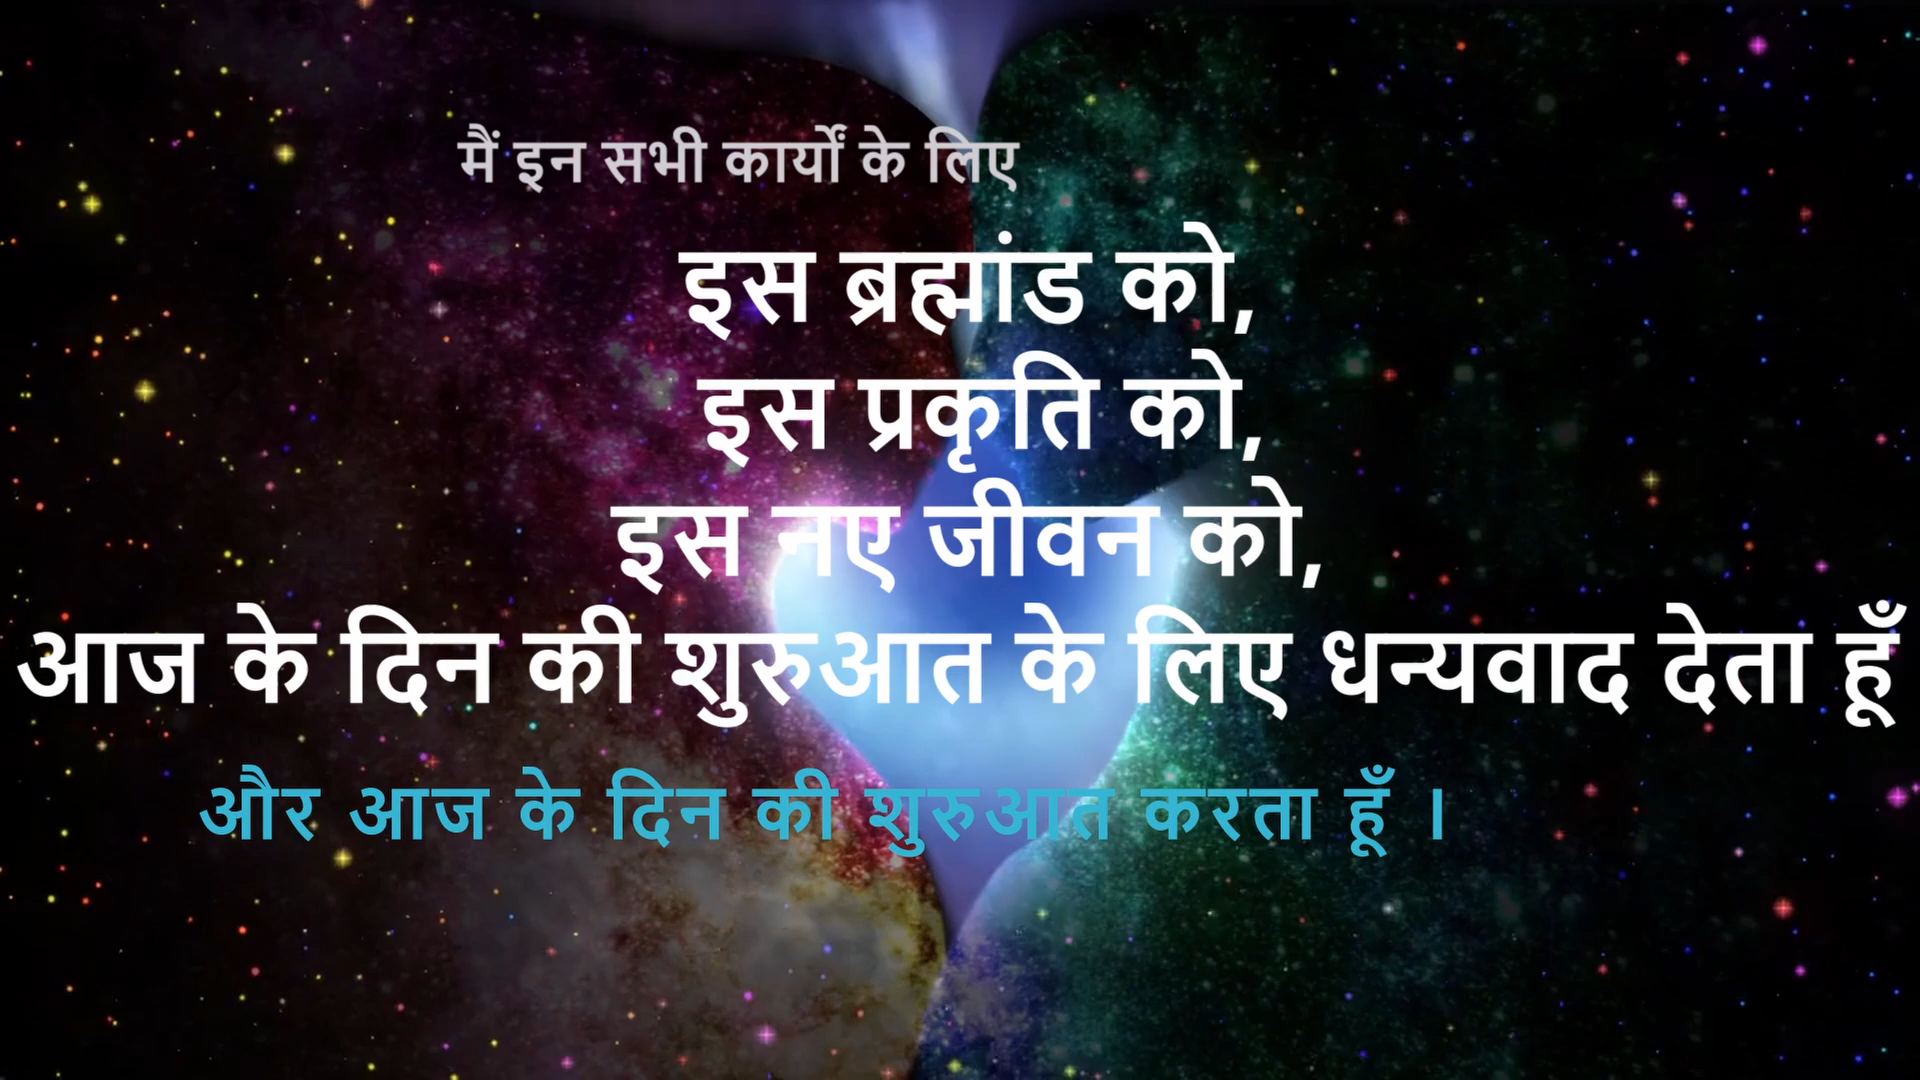 मैं इन सभी कार्यों के लिए
इस ब्रह्मांड को,
इस प्रकृति को,
इस नए जीवन को,
आज के दिन की शुरुआत के लिए धन्यवाद देता हूँ
और आज के दिन की शुरुआत करता हूँ ।